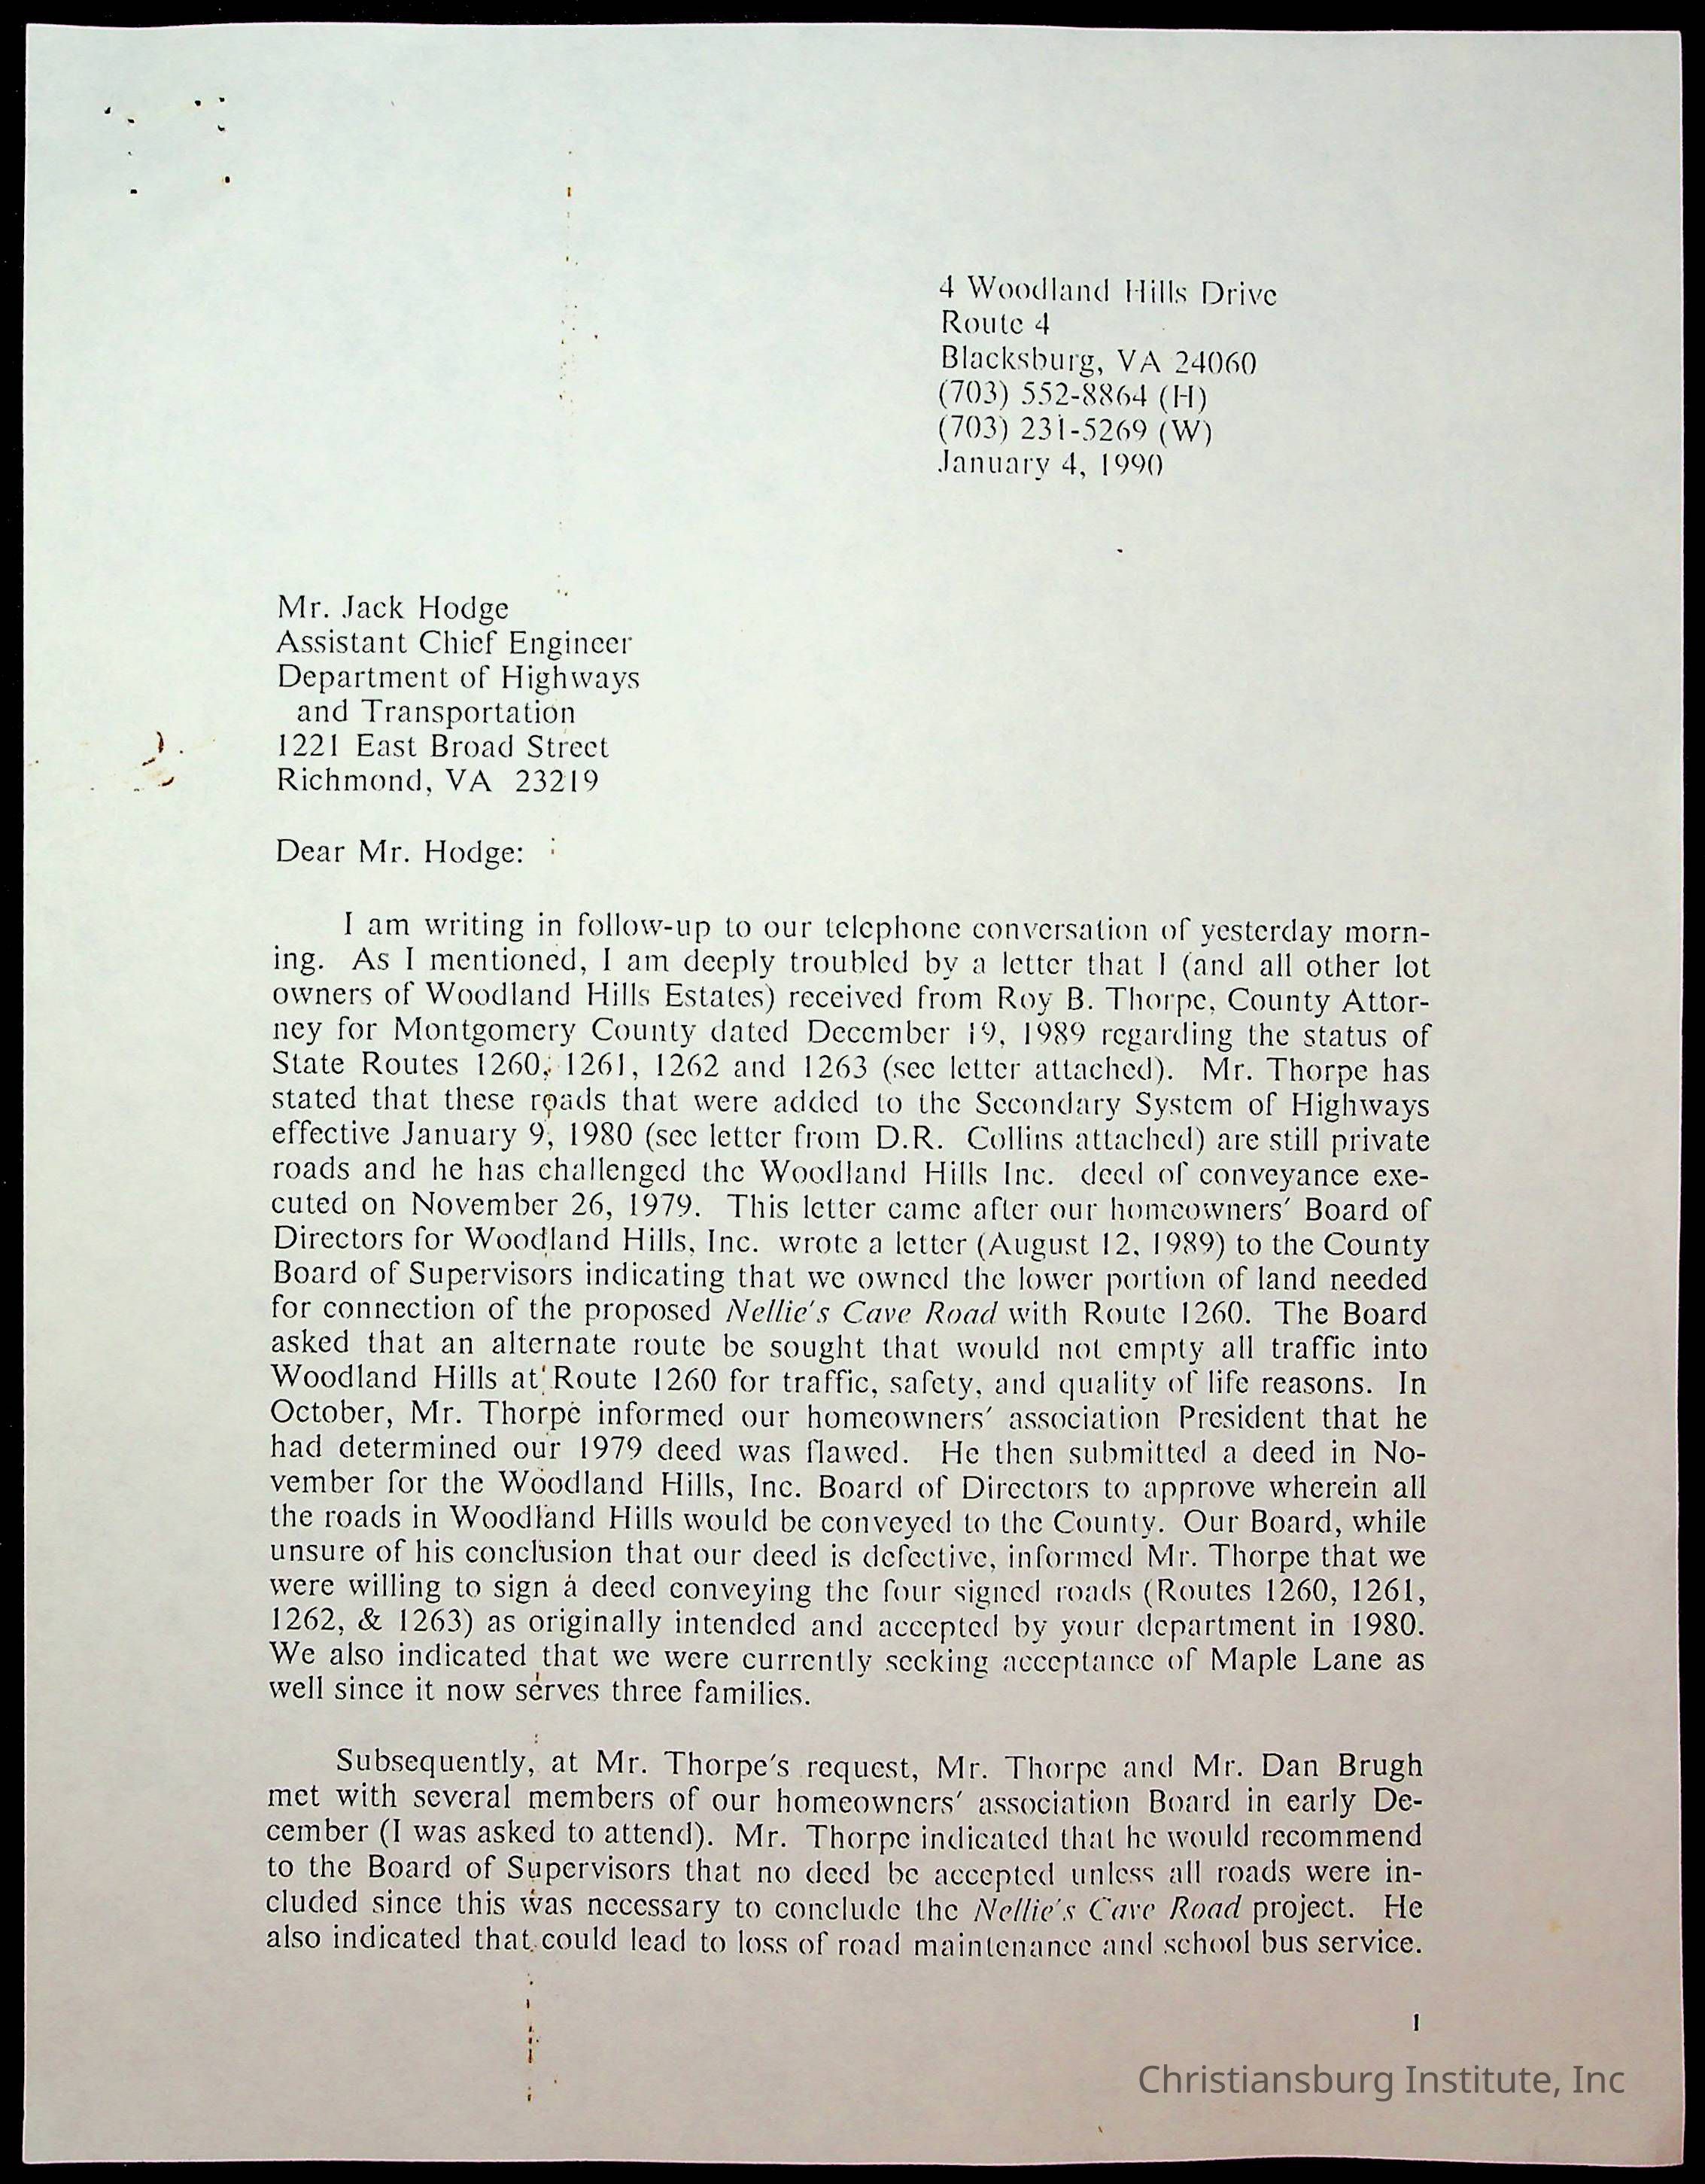 4 Woodland Hills Drive
Route 4
Blacksburg, VA 24060
(703) 552-8864 (H)
(703) 231-5269 (W)
January 4, 1990
Mr. Jack Hodge
Assistant Chief Engineer
Department of Highways
and Transportation
1221 East Broad Street
Richmond, VA 23219
Dear Mr. Hodge:
I am writing in follow-up to our telephone conversation of yesterday morn-
ing. As I mentioned, I am deeply troubled by a letter that I (and all other lot
owners of Woodland Hills Estates) received from Roy B. Thorpe, County Attor-
ney for Montgomery County dated December 19, 1989 regarding the status of
State Routes 1260, 1261, 1262 and 1263 (see letter attached). Mr. Thorpe has
stated that these roads that were added to the Secondary System of Highways
effective January 9, 1980 (see letter from D.R. Collins attached) are still private
roads and he has challenged the Woodland Hills Inc. deed of conveyance exe-
cuted on November 26, 1979. This letter came after our homeowners' Board of
Directors for Woodland Hills, Inc. wrote a letter (August 12, 1989) to the County
Board of Supervisors indicating that we owned the lower portion of land needed
for connection of the proposed Nellie's Cave Road with Route 1260. The Board
asked that an alternate route be sought that would not empty all traffic into
Woodland Hills at Route 1260 for traffic, safety, and quality of life reasons. In
October, Mr. Thorpe informed our homeowners' association President that he
had determined our 1979 deed was flawed. He then submitted a deed in No-
vember for the Woodland Hills, Inc. Board of Directors to approve wherein all
the roads in Woodland Hills would be conveyed to the County. Our Board, while
unsure of his conclusion that our deed is defective, informed Mr. Thorpe that we
were willing to sign a deed conveying the four signed roads (Routes 1260, 1261,
1262, & 1263) as originally intended and accepted by your department in 1980.
We also indicated that we were currently seeking acceptance of Maple Lane as
well since it now serves three families.
Subsequently, at Mr. Thorpe's request, Mr. Thorpe and Mr. Dan Brugh
met with several members of our homeowners' association Board in early De-
cember (I was asked to attend). Mr. Thorpe indicated that he would recommend
to the Board of Supervisors that no deed be accepted unless all roads were in-
cluded since this was necessary to conclude the Nellie's Cave Road project. He
also indicated that could lead to loss of road maintenance and school bus service.
1
Christiansburg Institute, Inc